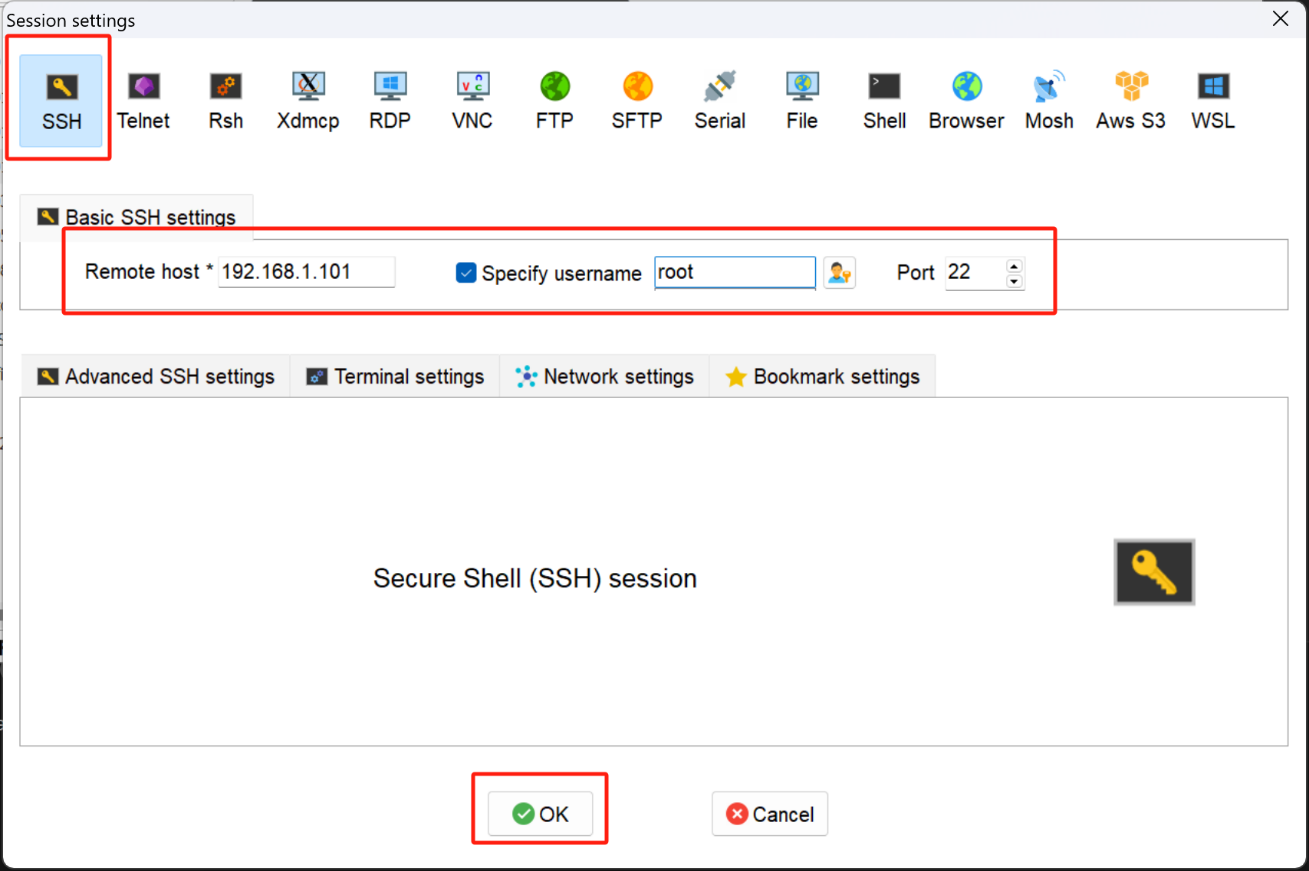 Session settings
SSH Telnet Rsh Xdmcp RDP VNC FTP SFTP Serial File Shell Browser Mosh Aws S3 WSL
Basic SSH settings
Remote host * 192.168.1.101 Specify username root Port 22
Advanced SSH settings Terminal settings Network settings Bookmark settings
Secure Shell (SSH) session
OK Cancel